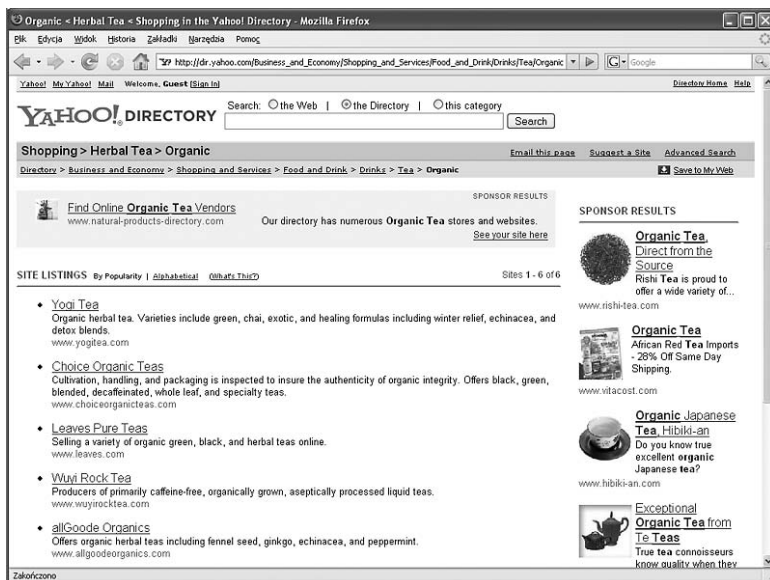 Organic < Herbal Tea < Shopping in the Yahoo! Directory - Mozilla Firefox
Plik Edycja Widok Historia Zakładki Narzędzia Pomoc
http://dir.yahoo.com/Business_and_Economy/Shopping_and_Services/Food_and_Drink/Drinks/Tea/Organic
Google
Yahoo! My Yahoo! Mail Welcome, Guest [Sign In] Directory Home Help
YAHOO! DIRECTORY
Search: the Web | the Directory | this category
Search
Shopping > Herbal Tea > Organic Email this page Suggest a Site Advanced Search
Directory > Business and Economy > Shopping and Services > Food and Drink > Drinks > Tea > Organic Save to My Web
SPONSOR RESULTS
Find Online Organic Tea Vendors
www.natural-products-directory.com Our directory has numerous Organic Tea stores and websites.
See your site here
SITE LISTINGS By Popularity | Alphabetical (What's This?) Sites 1 - 6 of 6
Yogi Tea
Organic herbal tea. Varieties include green, chai, exotic, and healing formulas including winter relief, echinacea, and
detox blends.
www.yogitea.com
Choice Organic Teas
Cultivation, handling, and packaging is inspected to insure the authenticity of organic integrity. Offers black, green,
blended, decaffeinated, whole leaf, and specialty teas.
www.choiceorganicteas.com
Leaves Pure Teas
Selling a variety of organic green, black, and herbal teas online.
www.leaves.com
Wuyi Rock Tea
Producers of primarily caffeine-free, organically grown, aseptically processed liquid teas.
www.wuyirocktea.com
allGoode Organics
Offers organic herbal teas including fennel seed, ginkgo, echinacea, and peppermint.
www.allgoodeorganics.com
SPONSOR RESULTS
Organic Tea,
Direct from the
Source
Rishi Tea is proud to
offer a wide variety of...
www.rishi-tea.com
Organic Tea
African Red Tea Imports
- 28% Off Same Day
Shipping.
www.vitacost.com
Organic Japanese
Tea, Hibiki-an
Do you know true
excellent organic
Japanese tea?
www.hibiki-an.com
Exceptional
Organic Tea from
Te Teas
True tea connoisseurs
know quality when they
Zakończono